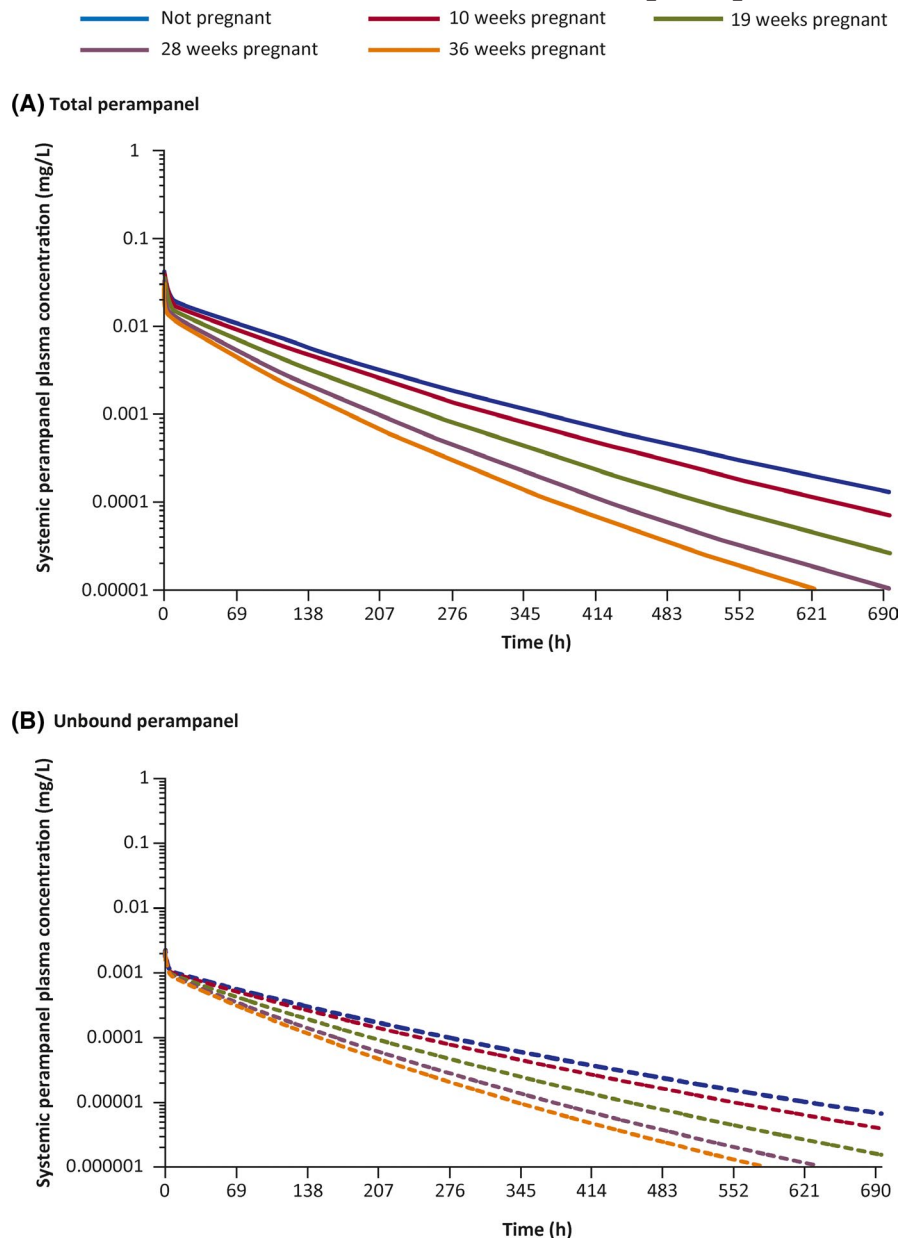 Not pregnant 10 weeks pregnant 19 weeks pregnant
28 weeks pregnant 36 weeks pregnant
(A) Total perampanel
Systemic perampanel plasma concentration (mg/L)
1
0.1
0.01
0.001
0.0001
0.00001
0 69 138 207 276 345 414 483 552 621 690
Time (h)
(B) Unbound perampanel
Systemic perampanel plasma concentration (mg/L)
1
0.1
0.01
0.001
0.0001
0.00001
0.000001
0 69 138 207 276 345 414 483 552 621 690
Time (h)